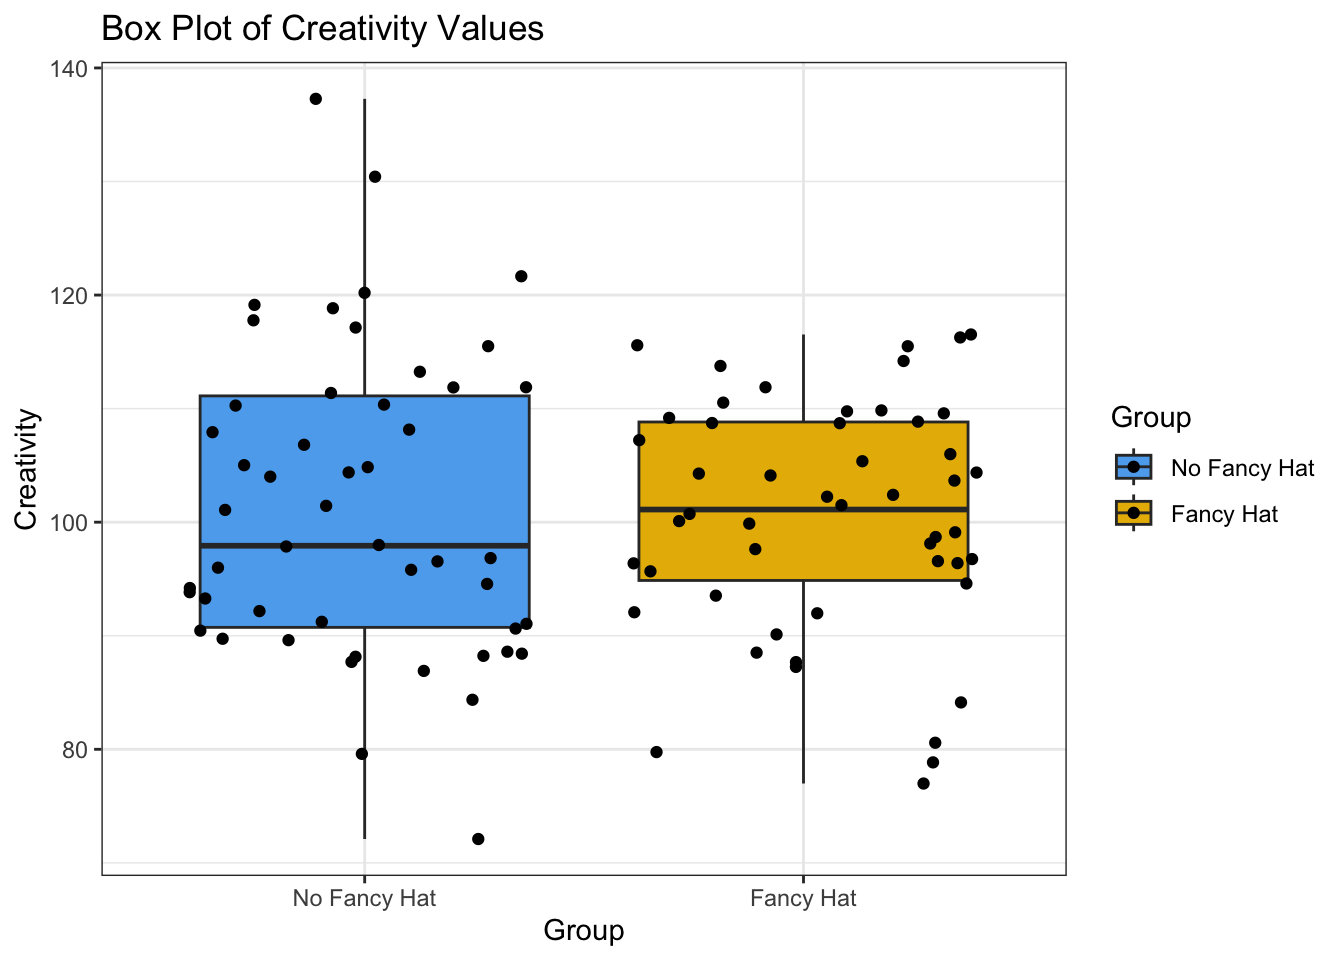 Box Plot of Creativity Values
140
120
100
80
Creativity
No Fancy Hat
Fancy Hat
Group
Group
No Fancy Hat
Fancy Hat